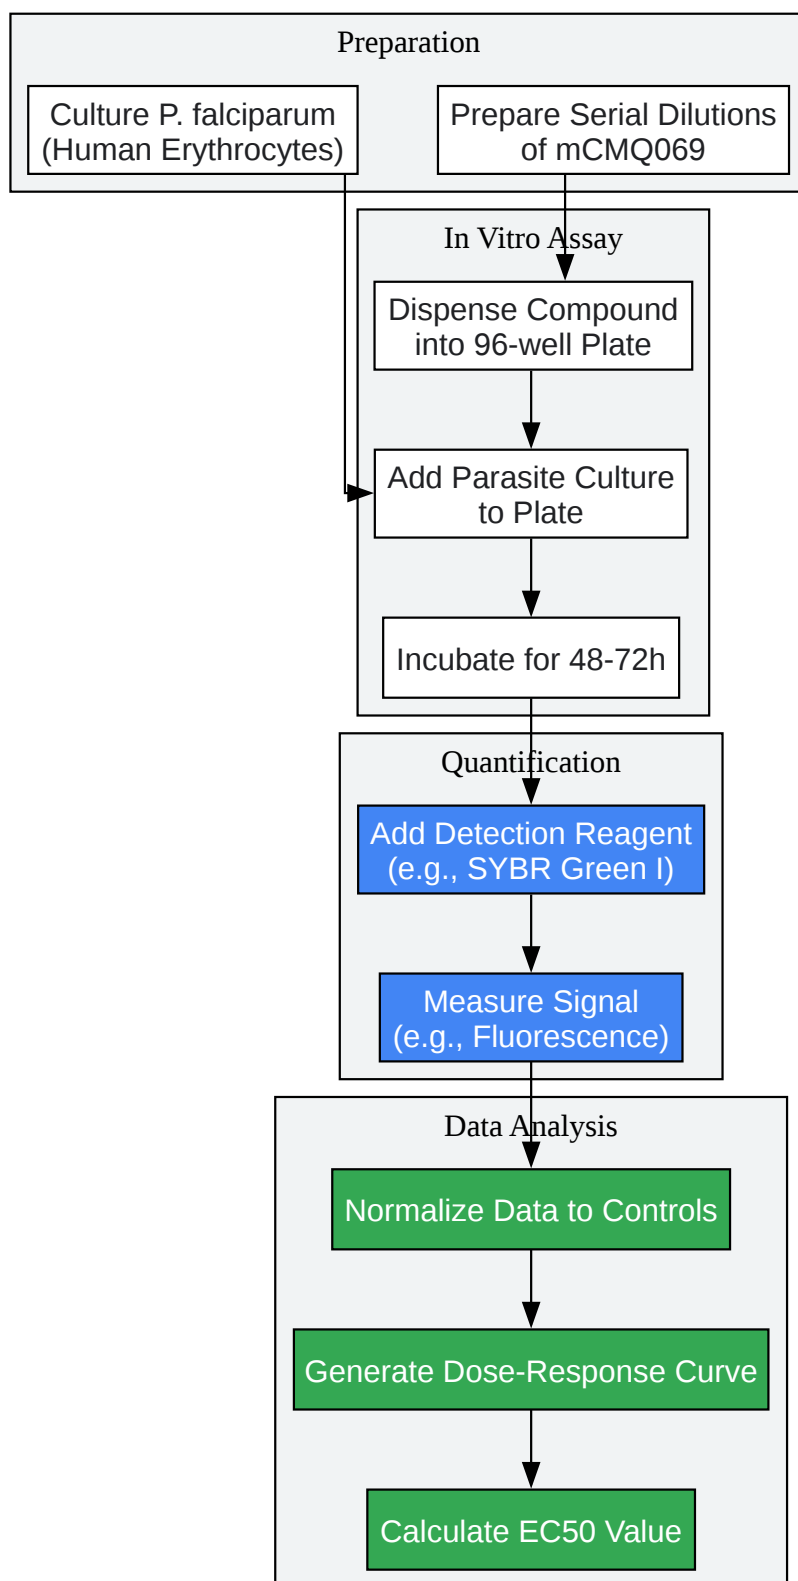 Preparation
Culture P. falciparum
(Human Erythrocytes)
Prepare Serial Dilutions
of mCMQ069
In Vitro Assay
Dispense Compound
into 96-well Plate
Add Parasite Culture
to Plate
Incubate for 48-72h
Quantification
Add Detection Reagent
(e.g., SYBR Green I)
Measure Signal
(e.g., Fluorescence)
Data Analysis
Normalize Data to Controls
Generate Dose-Response Curve
Calculate EC50 Value